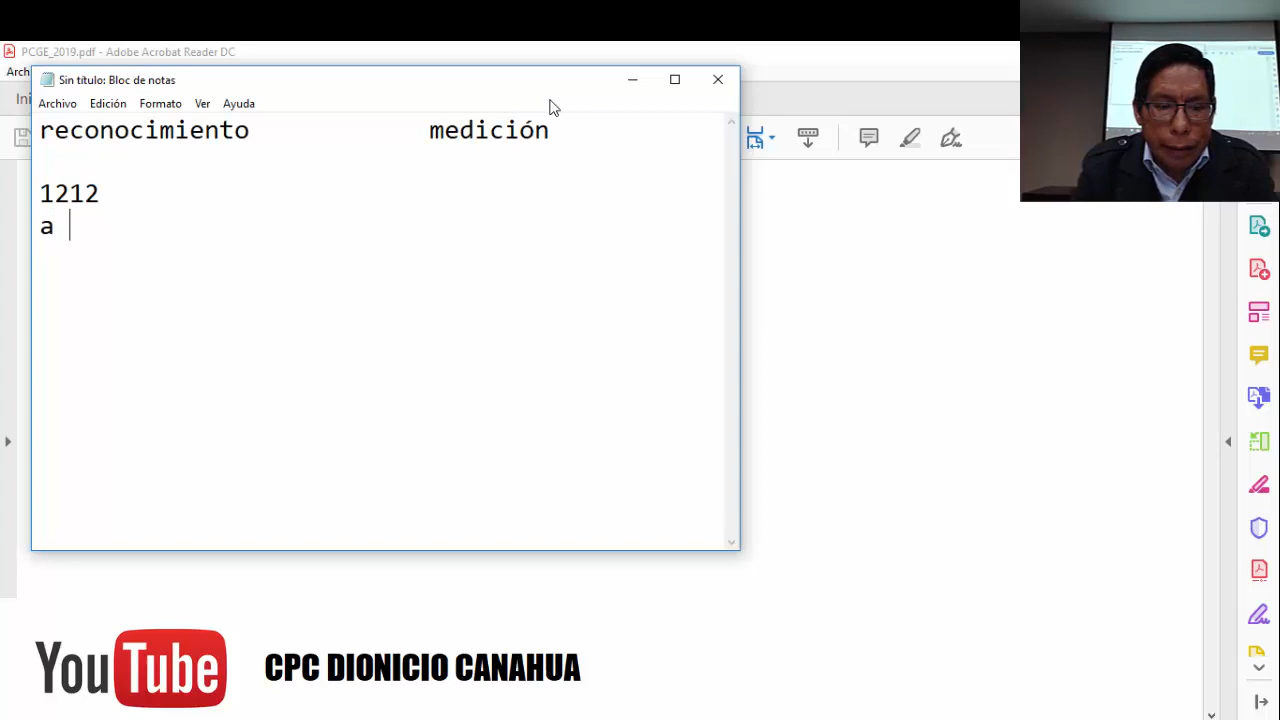 PCGE_2019.pdf - Adobe Acrobat Reader DC
Arch
Sin título: Bloc de notas
Archivo Edición Formato Ver Ayuda
reconocimiento medición
1212
a
YouTube CPC DIONICIO CANAHUA